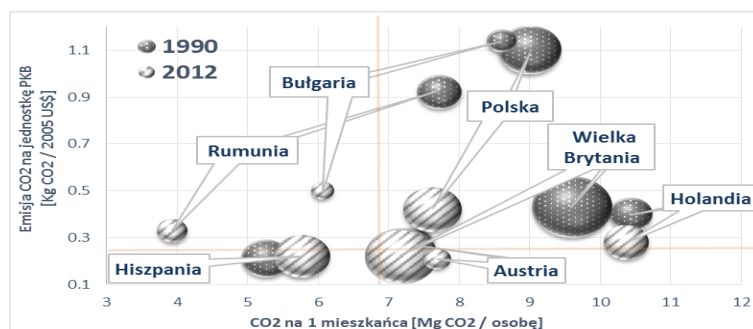 1990
2012
Bułgaria
Polska
Rumunia
Wielka
Brytania
Holandia
Hiszpania
Austria
Emisja CO2 na jednostkę PKB
[Kg CO2 / 2005 US$]
1.1
0.9
0.7
0.5
0.3
0.1
3 4 5 6 7 8 9 10 11 12
CO2 na 1 mieszkańca [Mg CO2 / osobę]